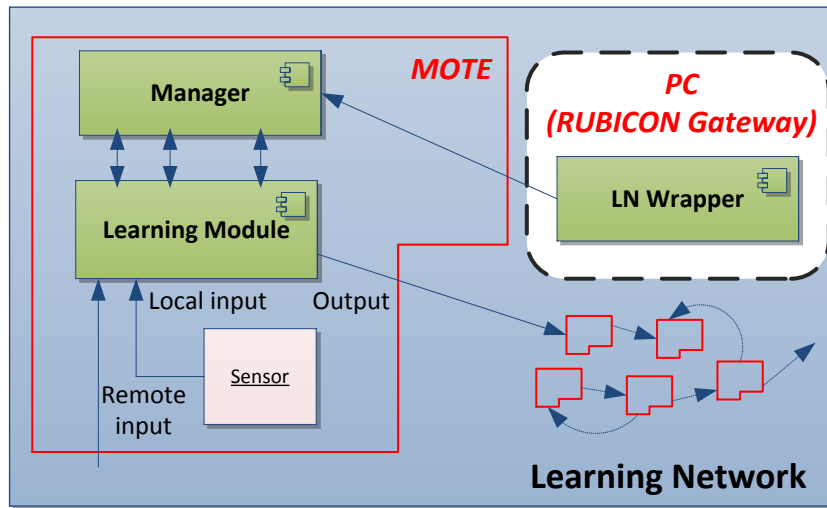 MOTE
Manager
PC
(RUBICON Gateway)
LN Wrapper
Learning Module
Local input
Output
Sensor
Remote
input
Learning Network